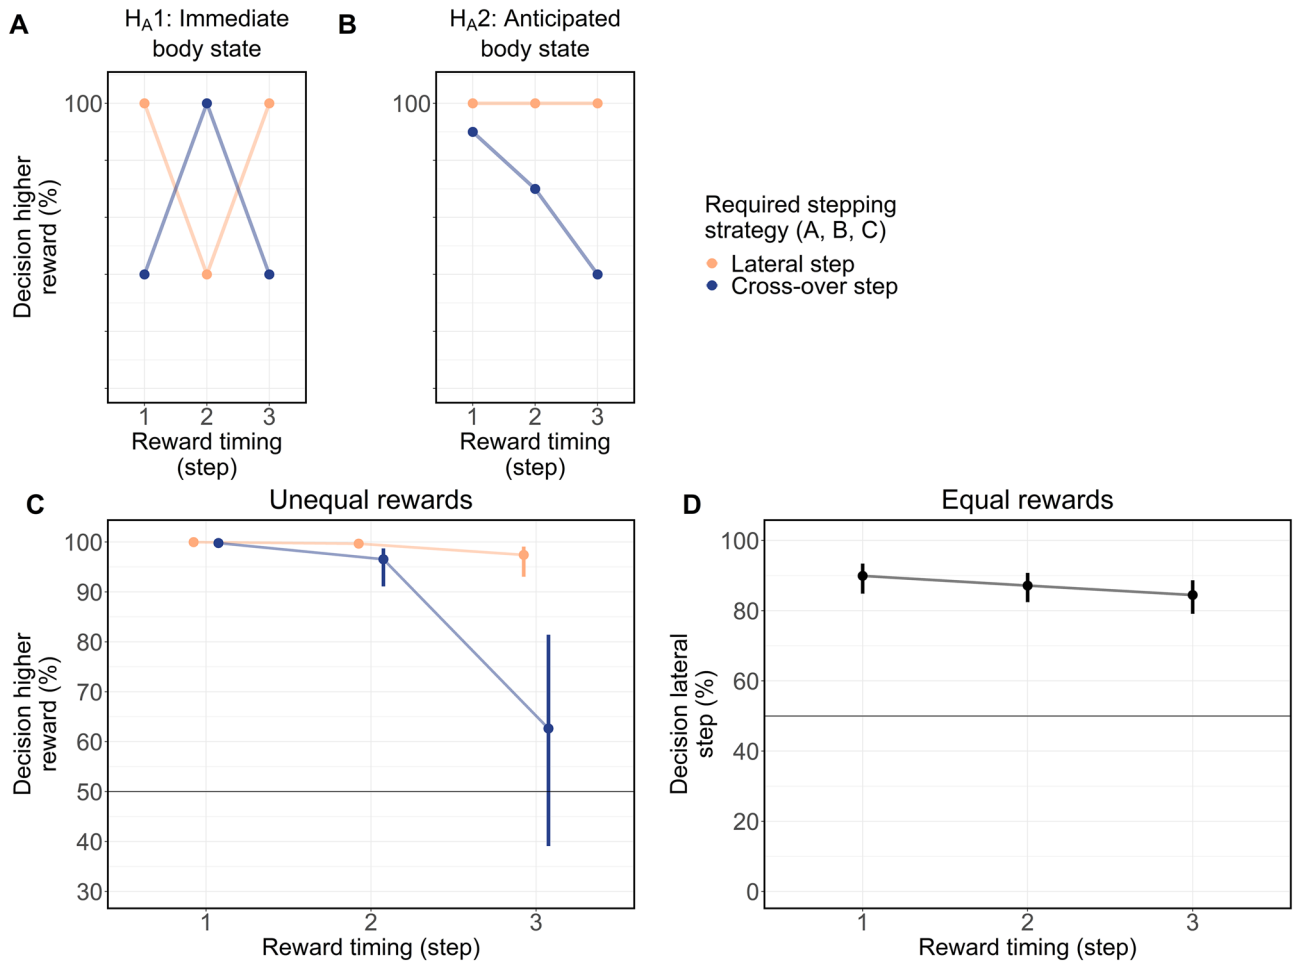 A
H_A1: Immediate
body state
100
Decision higher
reward (%)
1 2 3
Reward timing
(step)
B
H_A2: Anticipated
body state
100
1 2 3
Reward timing
(step)
Required stepping
strategy (A, B, C)
Lateral step
Cross-over step
C
Unequal rewards
100
90
80
70
60
50
40
30
Decision higher
reward (%)
1 2 3
Reward timing (step)
D
Equal rewards
100
80
60
40
20
0
Decision lateral
step (%)
1 2 3
Reward timing (step)